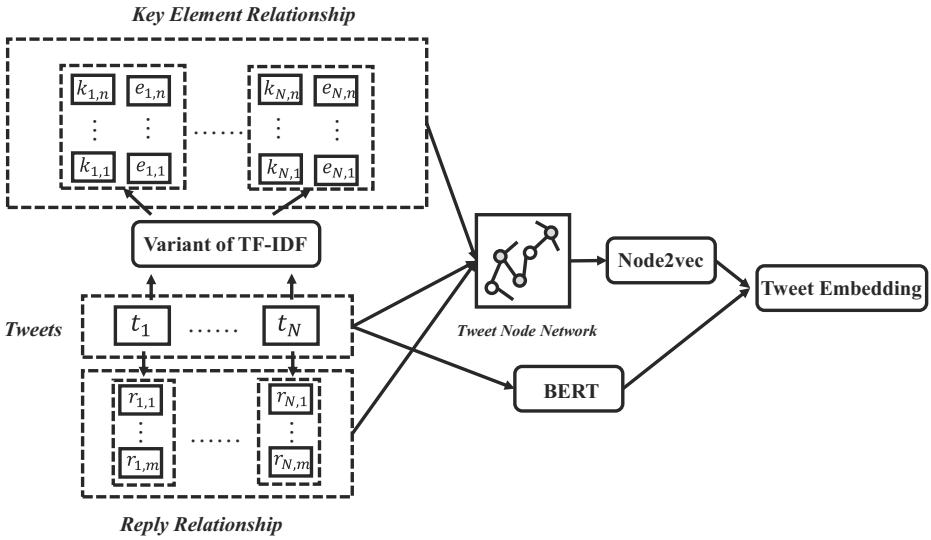 Key Element Relationship
k1,n e1,n kN,n eN,n
⋮ ⋮ ...... ⋮ ⋮
k1,1 e1,1 kN,1 eN,1
Variant of TF-IDF
Tweets t1 ...... tN
r1,1 rN,1
⋮ ...... ⋮
r1,m rN,m
Reply Relationship
Tweet Node Network
Node2vec
BERT
Tweet Embedding